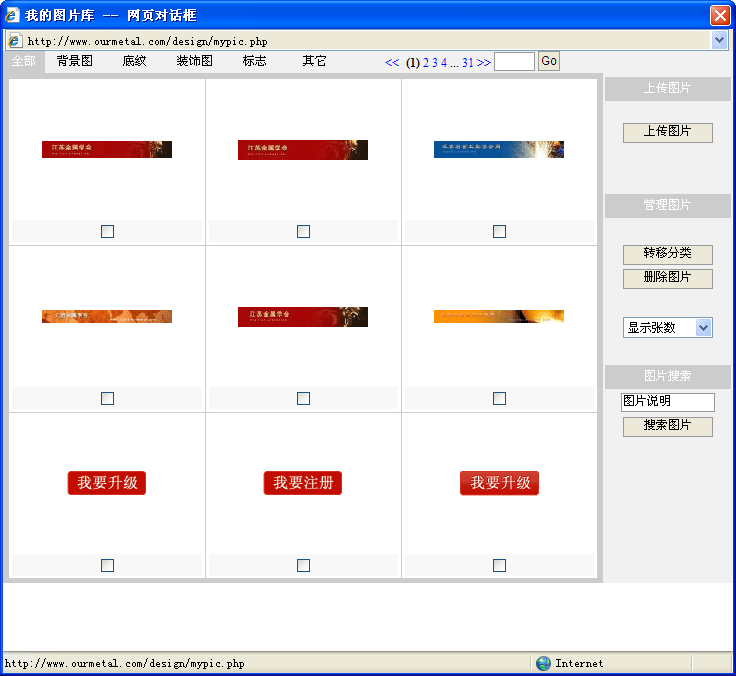 我的图片库 -- 网页对话框
http://www.ourmetal.com/design/mypic.php
全部 背景图 底纹 装饰图 标志 其它 << (1) 2 3 4 ... 31 >> Go
上传图片
上传图片
管理图片
转移分类
删除图片
显示张数
图片搜索
图片说明
搜索图片
江苏金属学会
江苏金属学会
江苏金属学会
我要升级
我要注册
我要升级
http://www.ourmetal.com/design/mypic.php
Internet